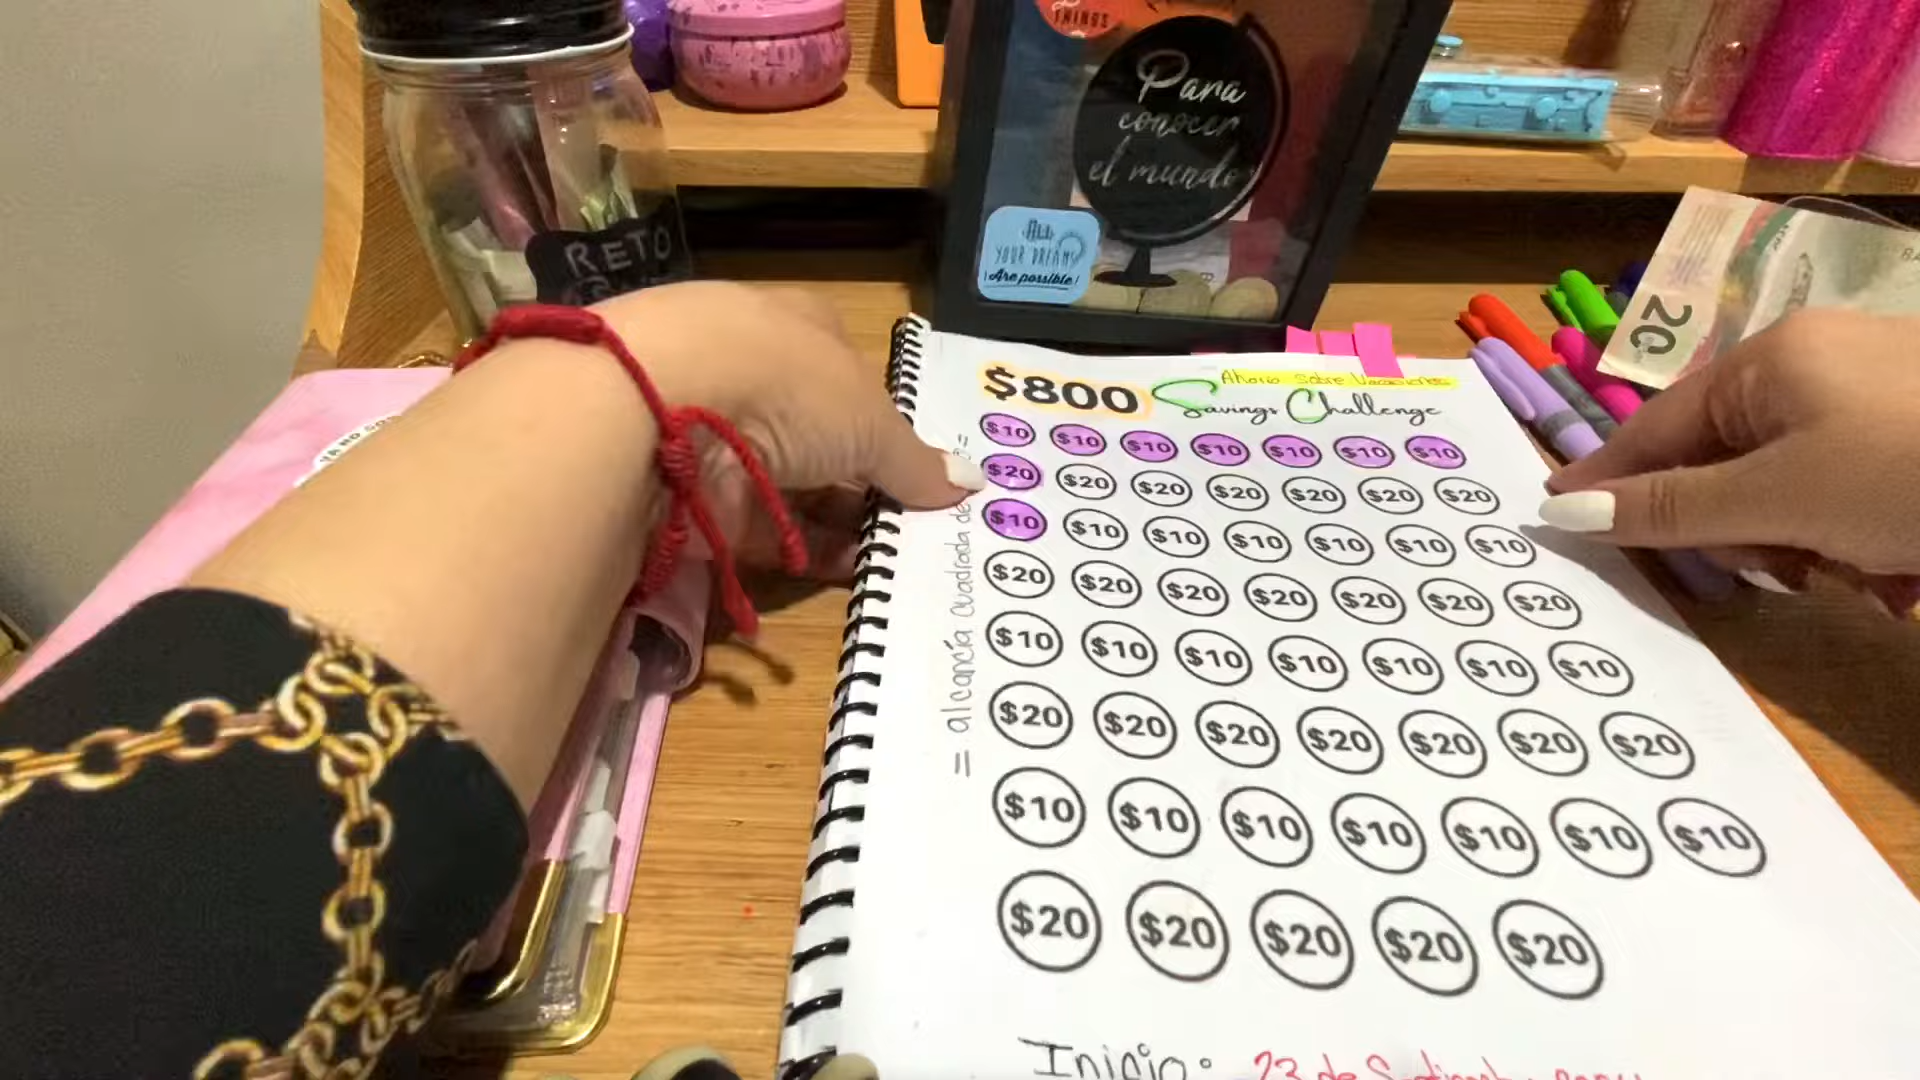 THINGS
Para
conocer
el mundo
ALL
YOUR DREAMS
Are possible!
RETO
20
$800 Savings Challenge
Ahorro sobre Vacaciones
$10 $10 $10 $10 $10 $10 $10
$20 $20 $20 $20 $20 $20 $20
$10 $10 $10 $10 $10 $10 $10
$20 $20 $20 $20 $20 $20 $20
$10 $10 $10 $10 $10 $10 $10
$20 $20 $20 $20 $20 $20 $20
$10 $10 $10 $10 $10 $10 $10
$20 $20 $20 $20 $20
= alcancía cuadrada de
Inicio: 23 de